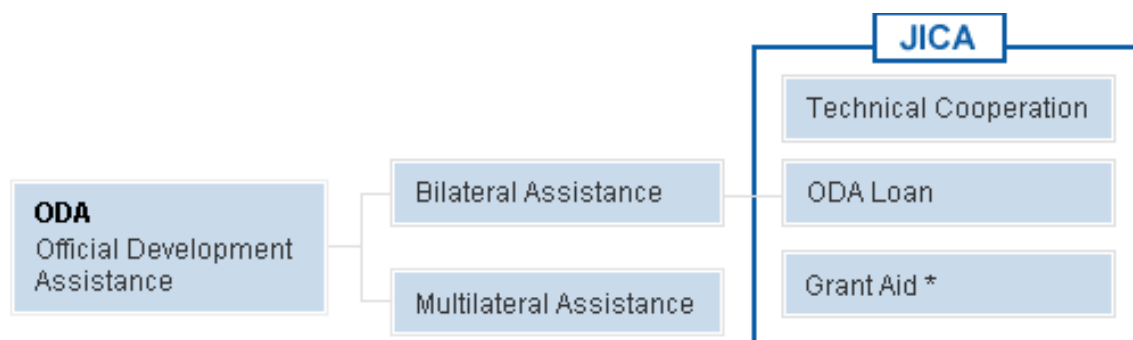 JICA
Technical Cooperation
ODA
Official Development
Assistance
Bilateral Assistance
ODA Loan
Multilateral Assistance
Grant Aid *